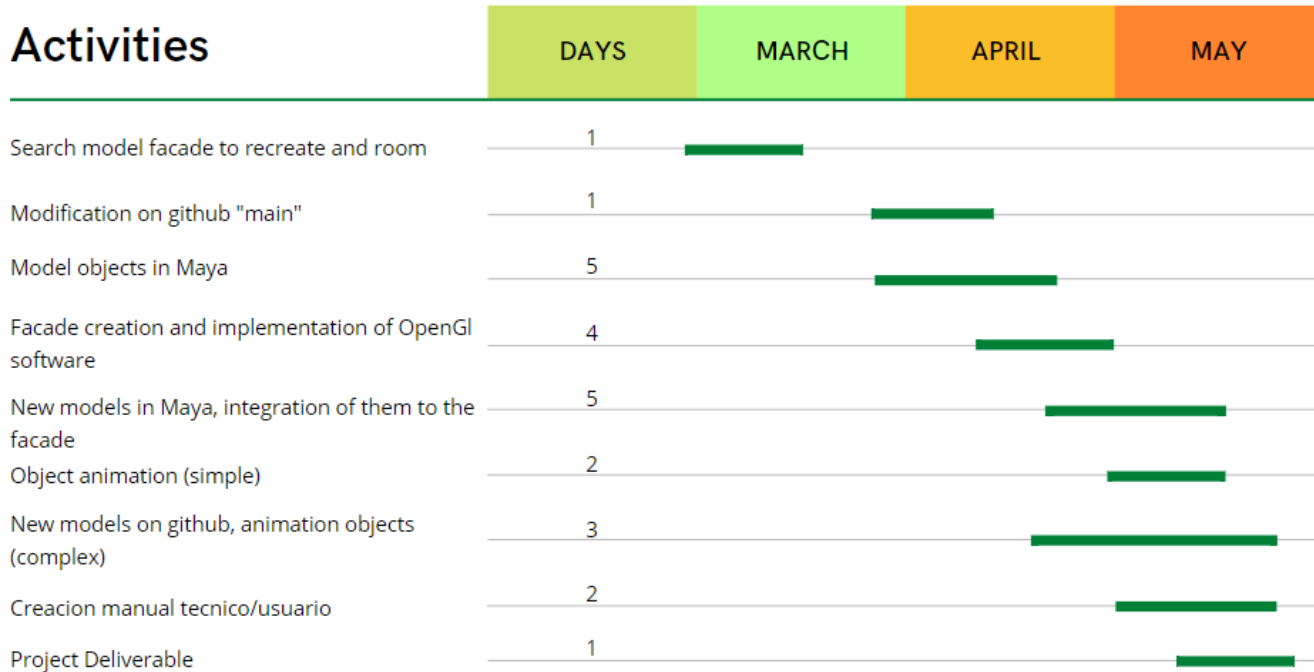 Activities DAYS MARCH APRIL MAY
Search model facade to recreate and room 1
Modification on github "main" 1
Model objects in Maya 5
Facade creation and implementation of OpenGl
software 4
New models in Maya, integration of them to the
facade 5
Object animation (simple) 2
New models on github, animation objects
(complex) 3
Creacion manual tecnico/usuario 2
Project Deliverable 1